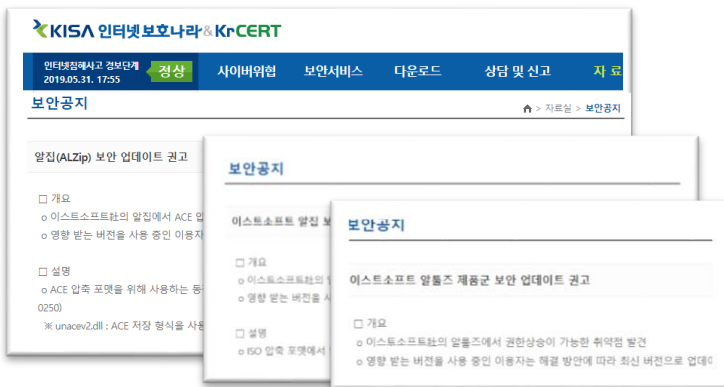 KISA 인터넷보호나라&KrCERT
인터넷침해사고 경보단계
2019.05.31. 17:55
정상
사이버위협 보안서비스 다운로드 상담 및 신고 자료
보안공지
> 자료실 > 보안공지
알집(ALZip) 보안 업데이트 권고
□ 개요
o 이스트소프트社의 알집에서 ACE
o 영향 받는 버전을 사용 중인 이용자
□ 설명
o ACE 압축 포맷을 위해 사용하는
0250)
※ unacev2.dll : ACE 저장 형식을
보안공지
이스트소프트 알집
□ 개요
o 이스트소프트社의
o 영향 받는 버전을
□ 설명
o ISO 압축 포맷에서
보안공지
이스트소프트 알툴즈 제품군 보안 업데이트 권고
□ 개요
o 이스트소프트社의 알툴즈에서 권한상승이 가능한 취약점 발견
o 영향 받는 버전을 사용 중인 이용자는 해결 방안에 따라 최신 버전으로